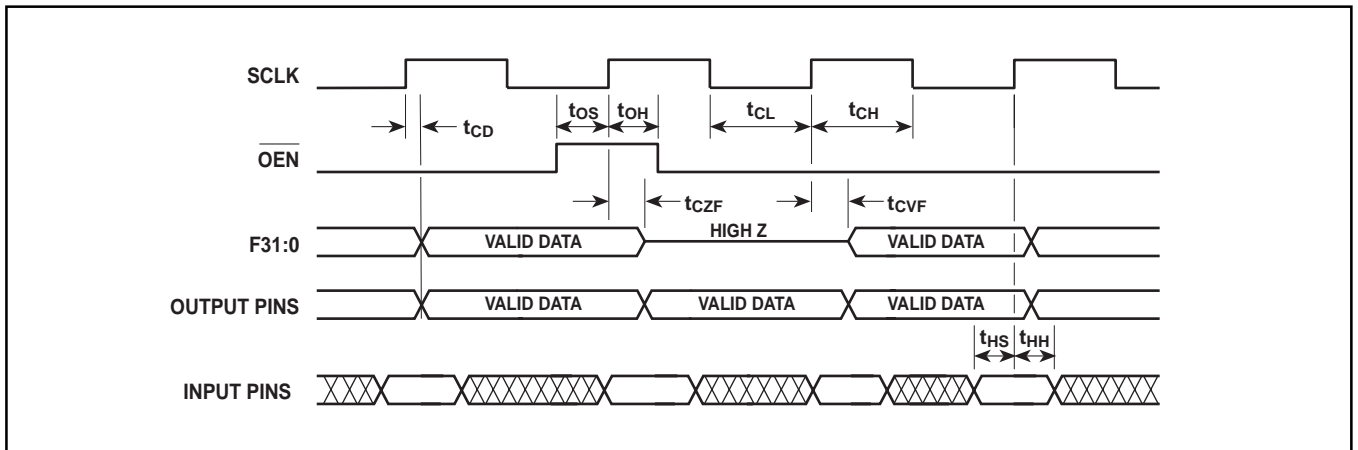 SCLK
tOS tOH tCL tCH
tCD
OEN
tCZF tCVF
HIGH Z
F31:0 VALID DATA VALID DATA
OUTPUT PINS VALID DATA VALID DATA VALID DATA
tHS tHH
INPUT PINS